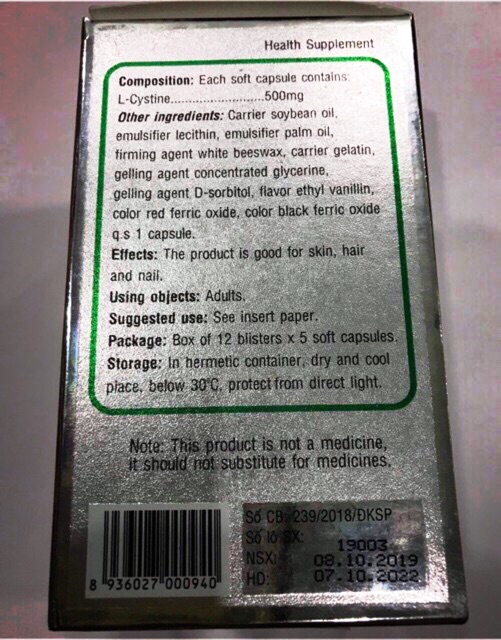 Health Supplement
Composition: Each soft capsule contains:
L-Cystine...........................500mg
Other ingredients: Carrier soybean oil,
emulsifier lecithin, emulsifier palm oil,
firming agent white beeswax, carrier gelatin,
gelling agent concentrated glycerine,
gelling agent D-sorbitol, flavor ethyl vanillin,
color red ferric oxide, color black ferric oxide
q.s 1 capsule.
Effects: The product is good for skin, hair
and nail.
Using objects: Adults.
Suggested use: See insert paper.
Package: Box of 12 blisters x 5 soft capsules.
Storage: In hermetic container, dry and cool
place, below 30°C, protect from direct light.
Note: This product is not a medicine,
it should not substitute for medicines.
Số CB: 239/2018/ĐKSP
Số lô SX: 19003
NSX: 08.10.2019
HD: 07.10.2022
8 936027 000940